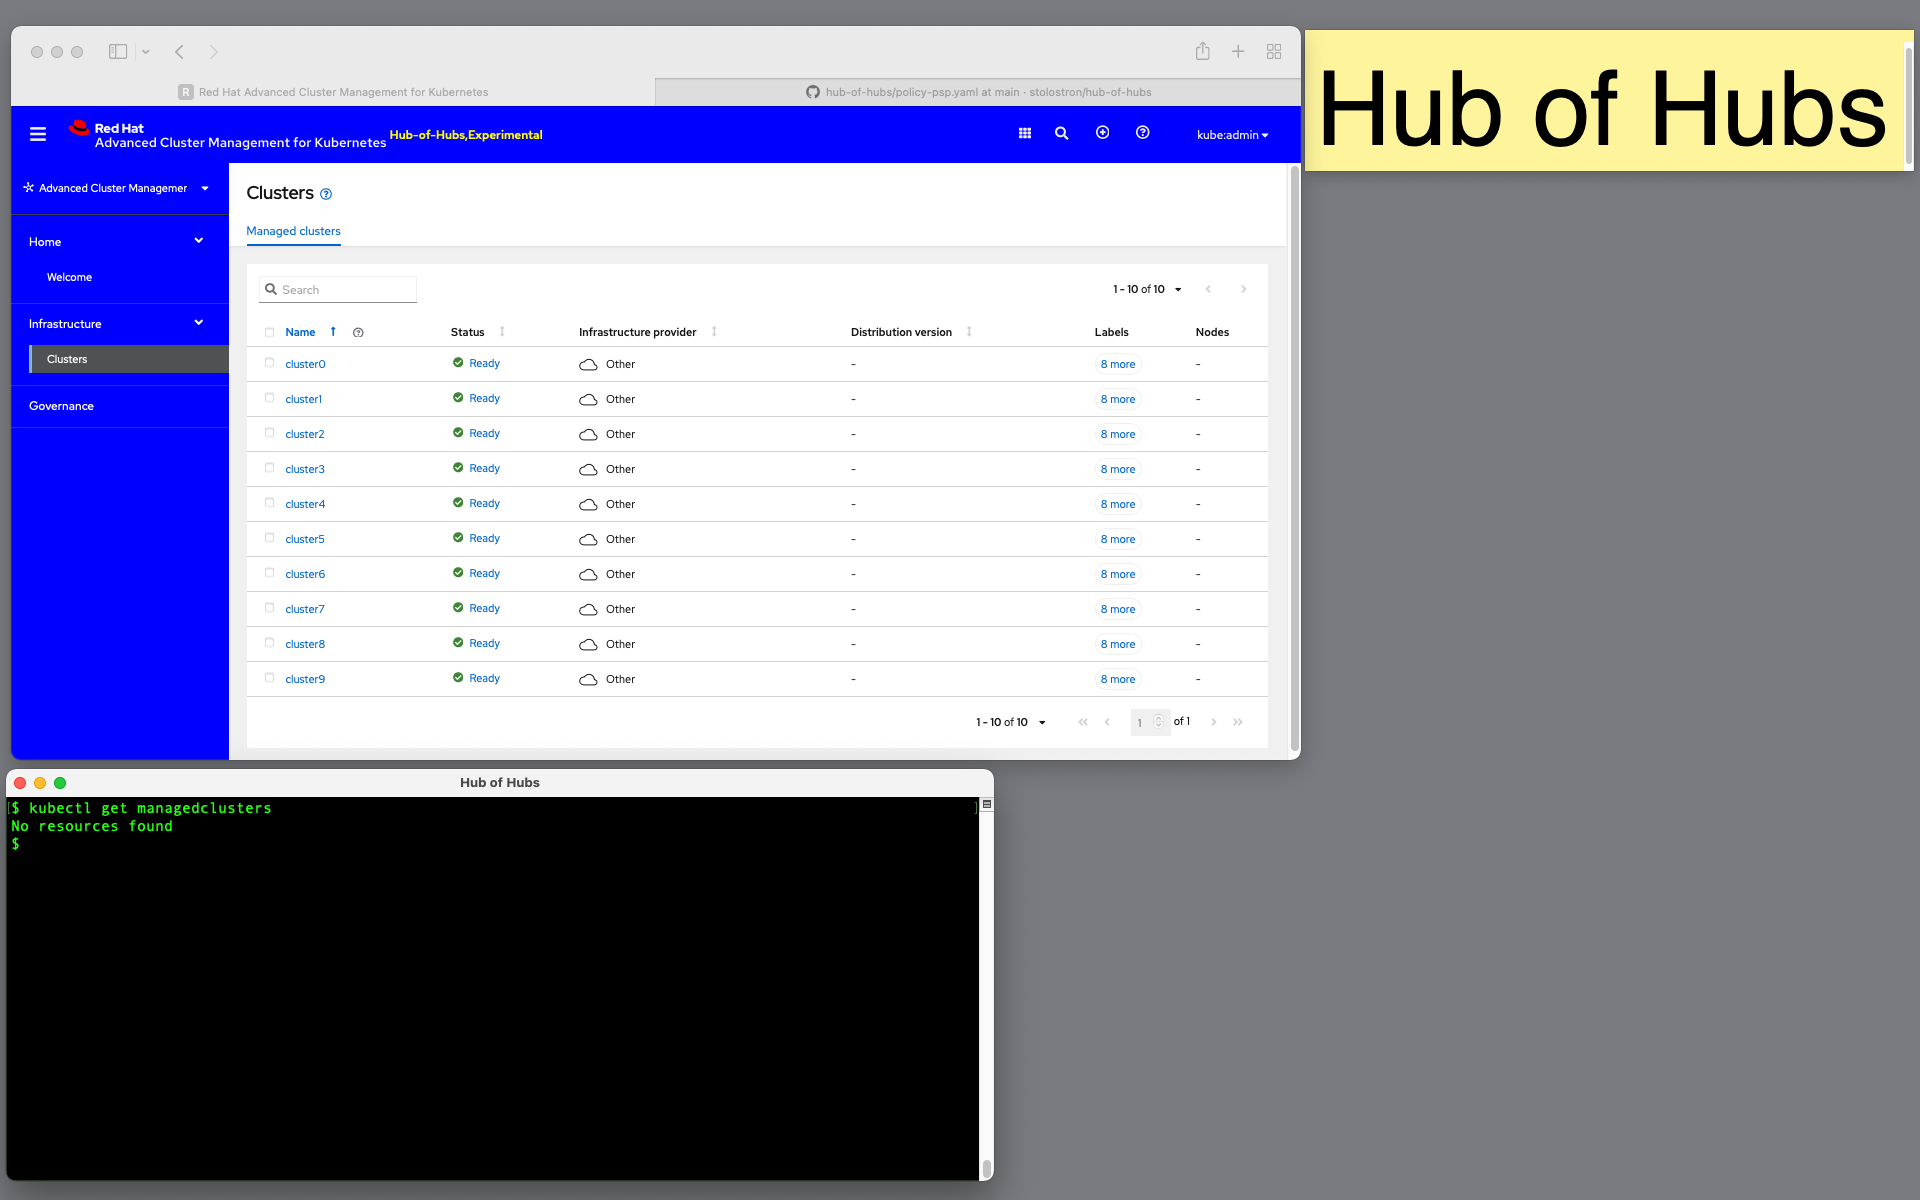 R Red Hat Advanced Cluster Management for Kubernetes
hub-of-hubs/policy-psp.yaml at main · stolostron/hub-of-hubs
Hub of Hubs
Red Hat
Advanced Cluster Management for Kubernetes
Hub-of-Hubs,Experimental
kube:admin
Advanced Cluster Managemer
Home
Welcome
Infrastructure
Clusters
Governance
Clusters
Managed clusters
Search
1 - 10 of 10
Name Status Infrastructure provider Distribution version Labels Nodes
cluster0 Ready Other - 8 more -
cluster1 Ready Other - 8 more -
cluster2 Ready Other - 8 more -
cluster3 Ready Other - 8 more -
cluster4 Ready Other - 8 more -
cluster5 Ready Other - 8 more -
cluster6 Ready Other - 8 more -
cluster7 Ready Other - 8 more -
cluster8 Ready Other - 8 more -
cluster9 Ready Other - 8 more -
1 - 10 of 10 1 of 1
Hub of Hubs
[$ kubectl get managedclusters ]
No resources found
$